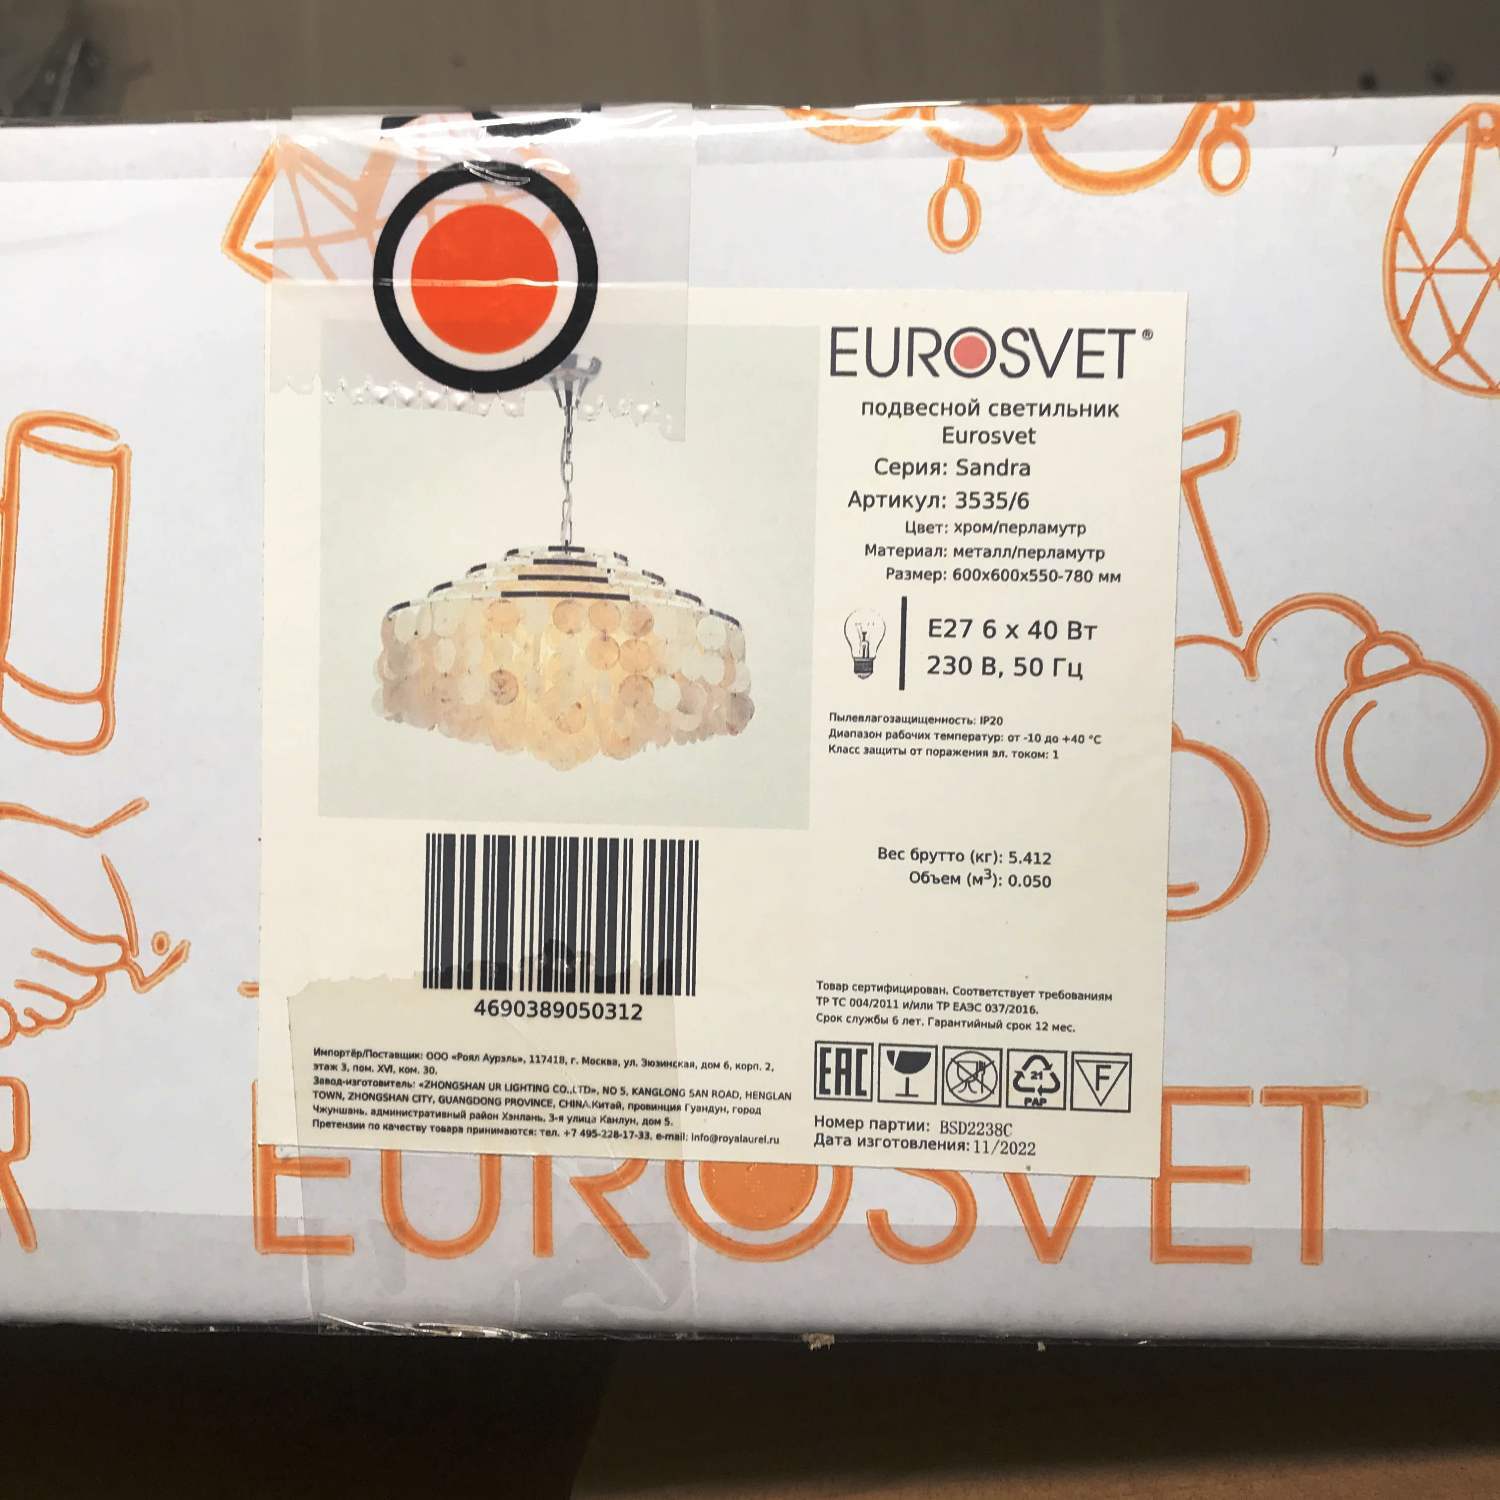 EUROSVET®
подвесной светильник
Eurosvet
Серия: Sandra
Артикул: 3535/6
Цвет: хром/перламутр
Материал: металл/перламутр
Размер: 600x600x550-780 мм
E27 6 x 40 Вт
230 В, 50 Гц
Пылевлагозащищенность: IP20
Диапазон рабочих температур: от -10 до +40 °C
Класс защиты от поражения эл. током: 1
Вес брутто (кг): 5.412
Объем (м³): 0.050
4690389050312
Импортёр/Поставщик: ООО «Роял Аурэль», 117418, г. Москва, ул. Зюзинская, дом 6, корп. 2,
этаж 3, пом. XVI, ком. 30.
Завод-изготовитель: «ZHONGSHAN UR LIGHTING CO.,LTD», NO 5, KANGLONG SAN ROAD, HENGLAN
TOWN, ZHONGSHAN CITY, GUANGDONG PROVINCE, CHINA.Китай, провинция Гуандун, город
Чжуншань, административный район Хэнлань, 3-я улица Канлун, дом 5.
Претензии по качеству товара принимаются: тел. +7 495-228-17-33, e-mail: info@royalaurel.ru
Товар сертифицирован. Соответствует требованиям
ТР ТС 004/2011 и/или ТР ЕАЭС 037/2016.
Срок службы 6 лет. Гарантийный срок 12 мес.
EAC
21
PAP
F
Номер партии: BSD2238C
Дата изготовления: 11/2022
R
EUROSVET